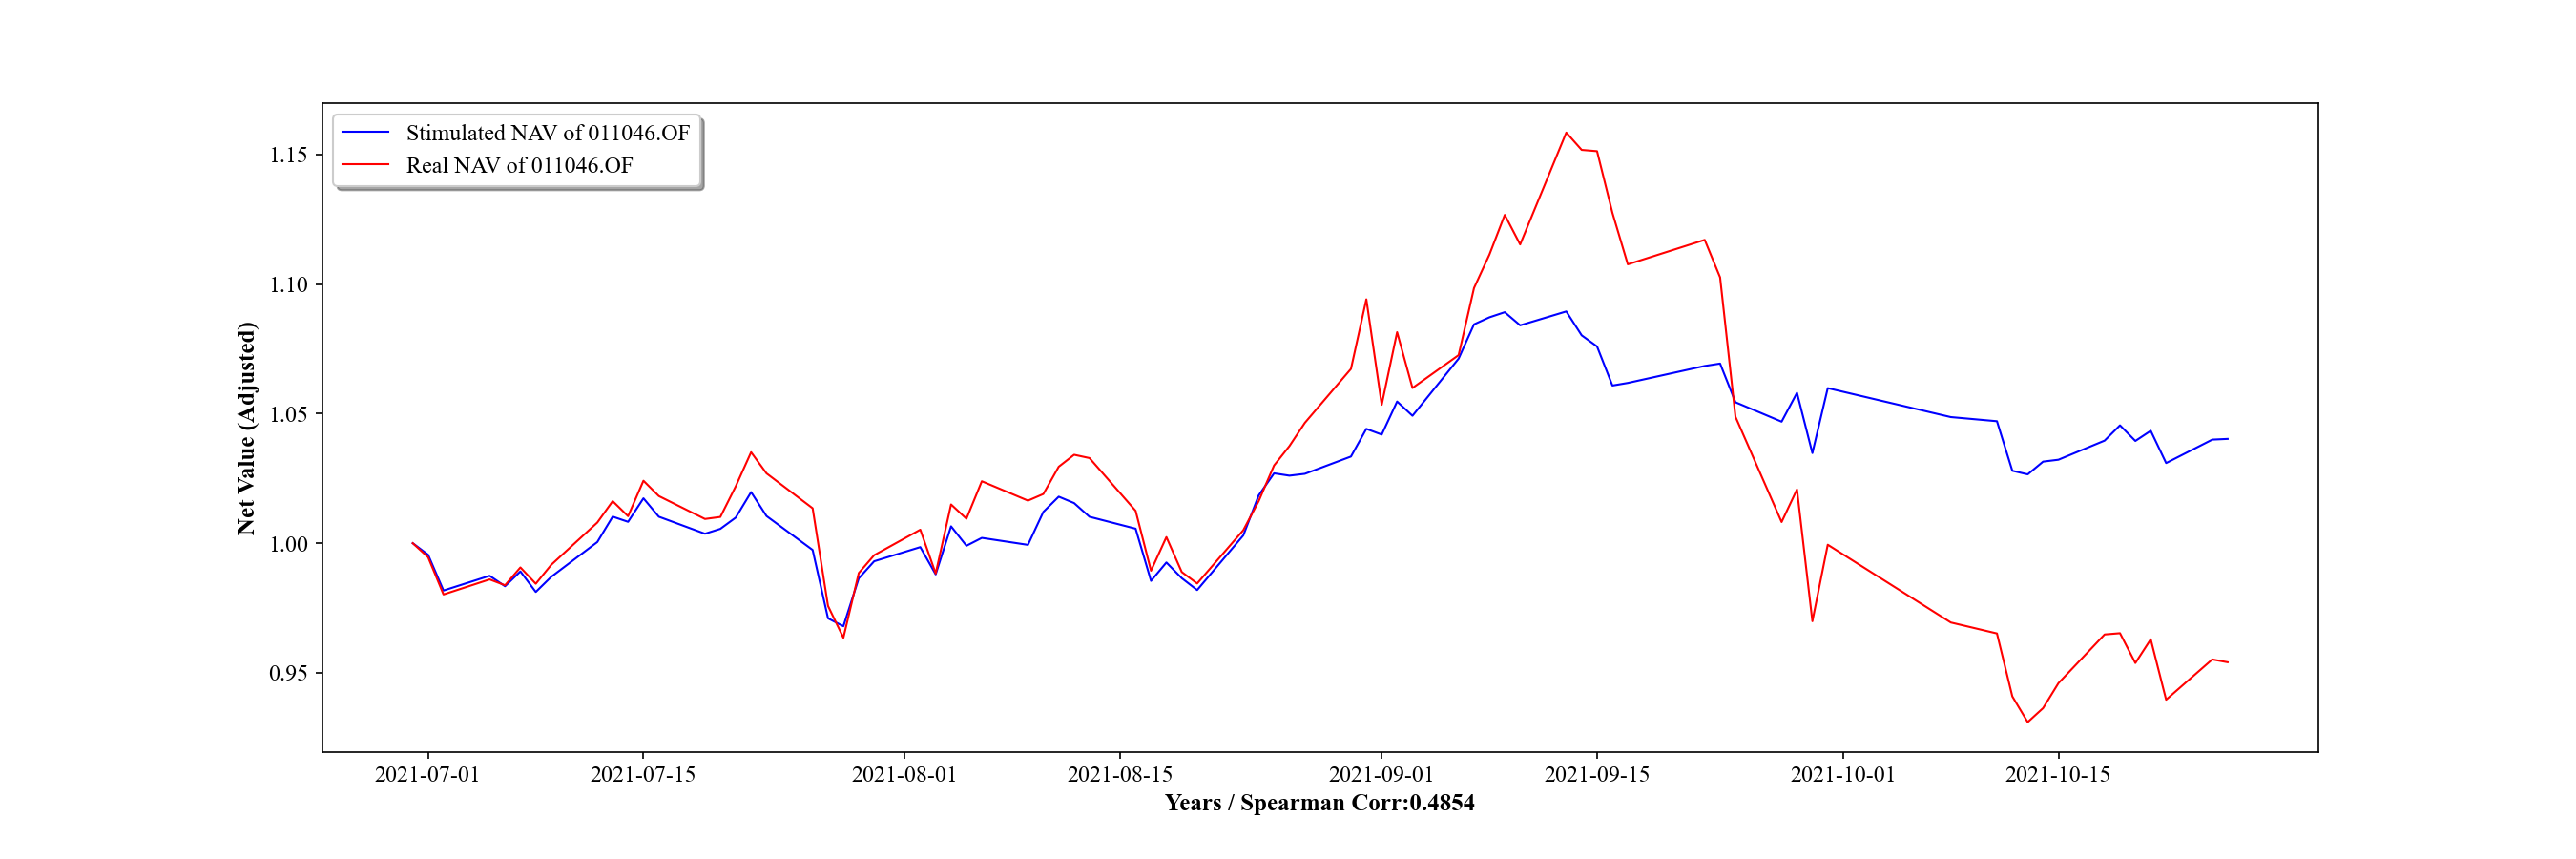 Stimulated NAV of 011046.OF
Real NAV of 011046.OF
1.15
1.10
1.05
1.00
0.95
Net Value (Adjusted)
2021-07-01 2021-07-15 2021-08-01 2021-08-15 2021-09-01 2021-09-15 2021-10-01 2021-10-15
Years / Spearman Corr:0.4854